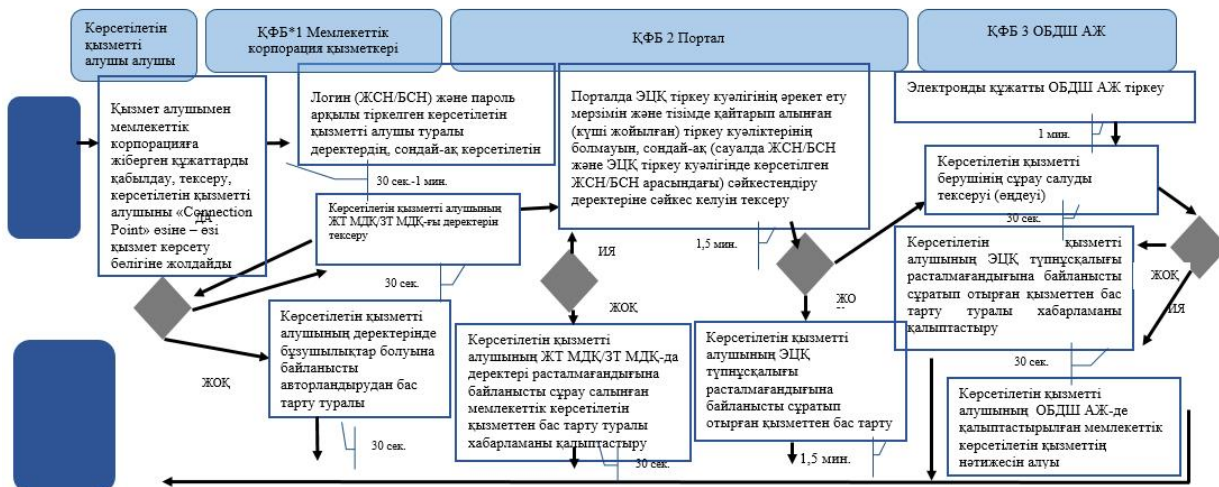 Көрсетілетін
қызметті
алушы алушы
ҚФБ*1 Мемлекеттік
корпорация қызметкері
ҚФБ 2 Портал
ҚФБ 3 ОБДШ АЖ
Қызмет алушымен
мемлекеттік
корпорацияға
жіберген құжаттарды
қабылдау, тексеру,
көрсетілетін қызметті
алушыны «Connection
Point» өзіне – өзі
қызмет көрсету
бөлігіне жолдайды
ДА
Логин (ЖСН/БСН) және пароль
арқылы тіркелген көрсетілетін
қызметті алушы туралы
деректердің, сондай-ақ көрсетілетін
30 сек.-1 мин.
Көрсетілетін қызметті алушының
ЖТ МДҚ/ЗТ МДҚ-ғы деректерін
тексеру
30 сек.
Көрсетілетін қызметті
алушының деректерінде
бұзушылықтар болуына
байланысты
авторландырудан бас
тарту туралы
ЖОҚ
30 сек.
Порталда ЭЦҚ тіркеу куәлігінің әрекет ету
мерзімін және тізімде қайтарып алынған
(күші жойылған) тіркеу куәліктерінің
болмауын, сондай-ақ (сауалда ЖСН/БСН
және ЭЦҚ тіркеу куәлігінде көрсетілген
ЖСН/БСН арасындағы) сәйкестендіру
деректеріне сәйкес келуін тексеру
ИЯ
1,5 мин.
ЖОҚ
Көрсетілетін қызметті
алушының ЖТ МДҚ/ЗТ МДҚ-да
деректері расталмағандығына
байланысты сұрау салынған
мемлекеттік көрсетілетін
қызметтен бас тарту туралы
хабарламаны қалыптастыру
30 сек.
ЖО
Көрсетілетін қызметті
алушының ЭЦҚ
түпнұсқалығы
расталмағандығына
байланысты сұратып
отырған қызметтен бас тарту
1,5 мин.
Электронды құжатты ОБДШ АЖ тіркеу
1 мин.
Көрсетілетін қызметті
берушінің сұрау салуды
тексеруі (өңдеуі)
30 сек.
Көрсетілетін қызметті
алушының ЭЦҚ түпнұсқалығы
расталмағандығына байланысты
сұратып отырған қызметтен бас
тарту туралы хабарламаны
қалыптастыру
ЖОҚ
ИЯ
30 сек.
Көрсетілетін қызметті
алушының ОБДШ АЖ-де
қалыптастырылған мемлекеттік
көрсетілетін қызметтің
нәтижесін алуы